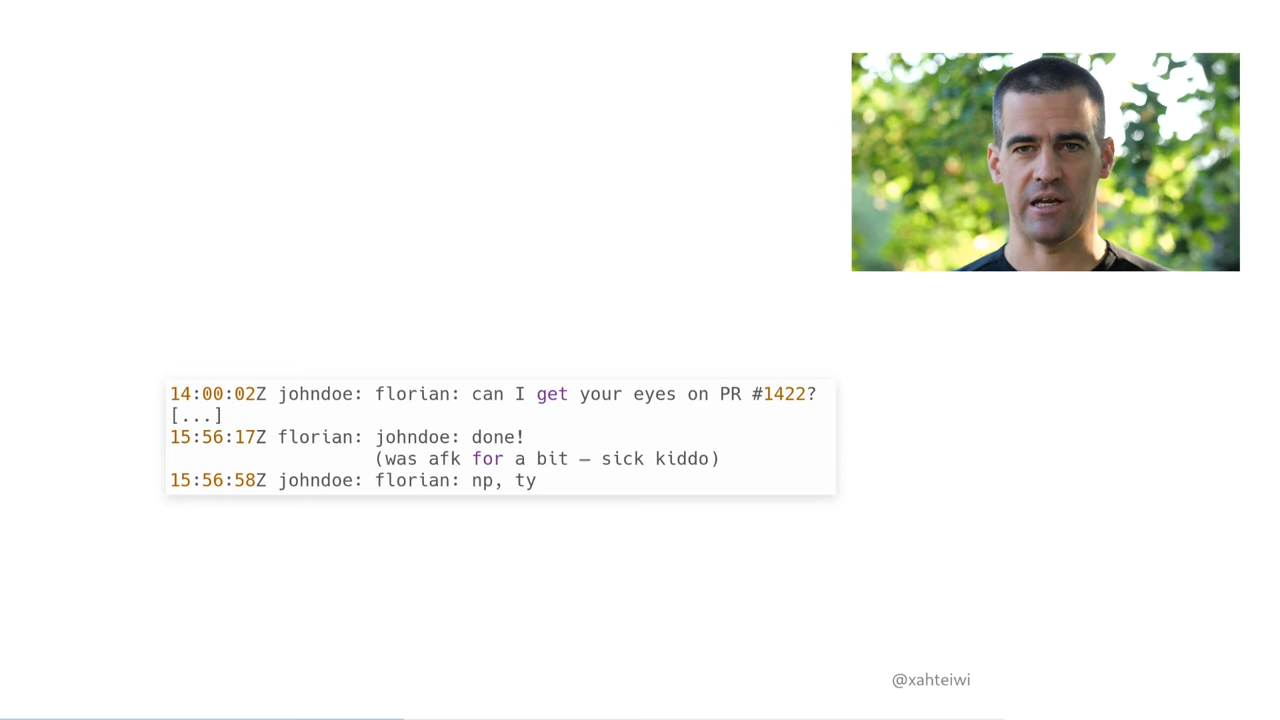 14:00:02Z johndoe: florian: can I get your eyes on PR #1422?
[...]
15:56:17Z florian: johndoe: done!
(was afk for a bit — sick kiddo)
15:56:58Z johndoe: florian: np, ty
@xahteiwi